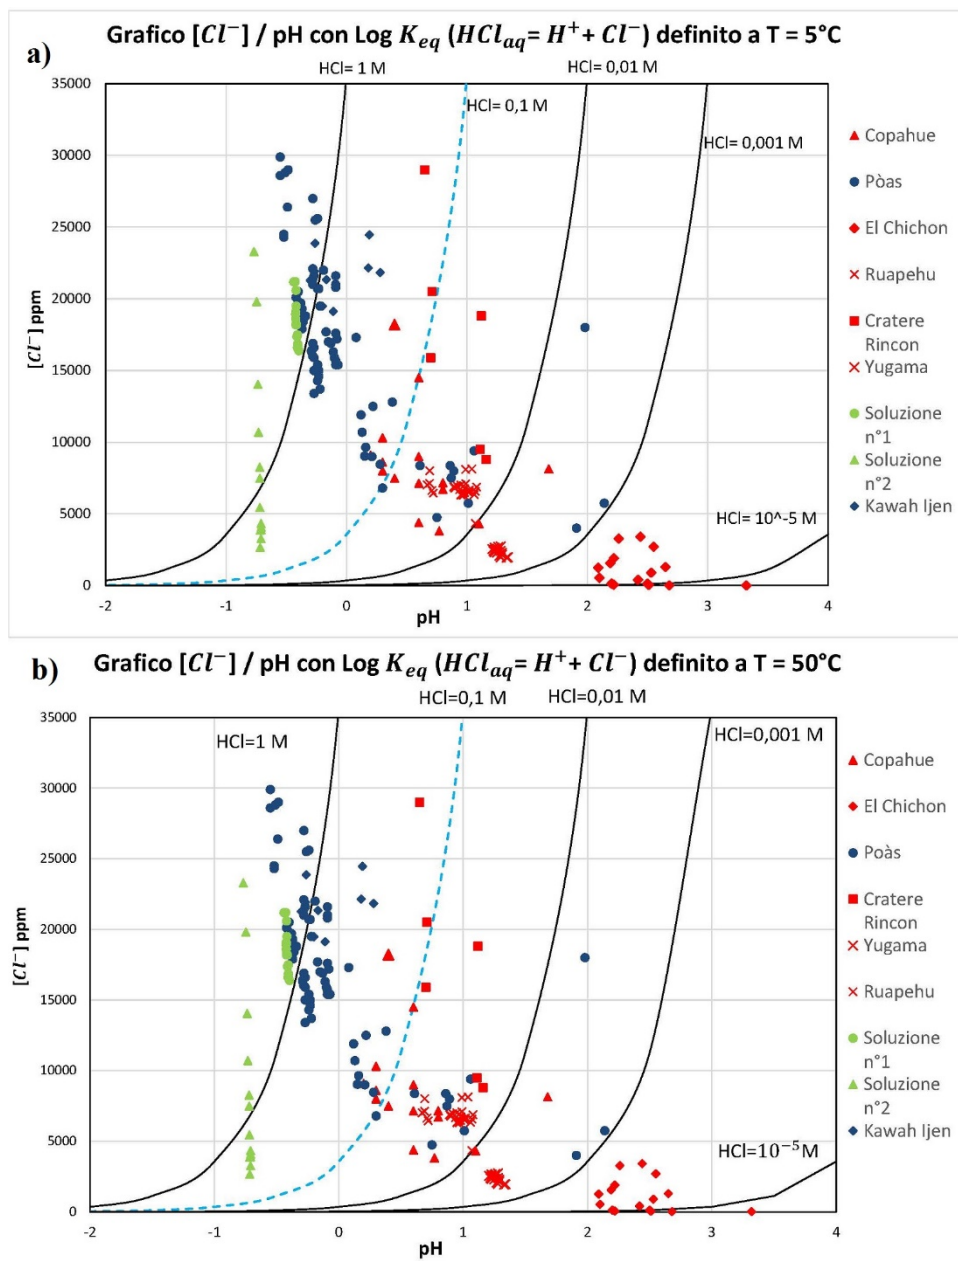 a)
Grafico [Cl⁻] / pH con Log K_eq (HCl_aq= H⁺+ Cl⁻) definito a T = 5°C
HCl= 1 M
HCl= 0,01 M
HCl= 0,1 M
HCl= 0,001 M
HCl= 10^-5 M
[Cl⁻] ppm
35000
30000
25000
20000
15000
10000
5000
0
-2 -1 0 1 2 3 4
pH
Copahue
Pòas
El Chichon
Ruapehu
Cratere
Rincon
Yugama
Soluzione
n°1
Soluzione
n°2
Kawah Ijen
b)
Grafico [Cl⁻] / pH con Log K_eq (HCl_aq= H⁺+ Cl⁻) definito a T = 50°C
HCl=0,1 M
HCl=0,01 M
HCl=1 M
HCl=0,001 M
HCl=10⁻⁵M
[Cl⁻] ppm
35000
30000
25000
20000
15000
10000
5000
0
-2 -1 0 1 2 3 4
pH
Copahue
El Chichon
Poàs
Cratere
Rincon
Yugama
Ruapehu
Soluzione
n°1
Soluzione
n°2
Kawah Ijen